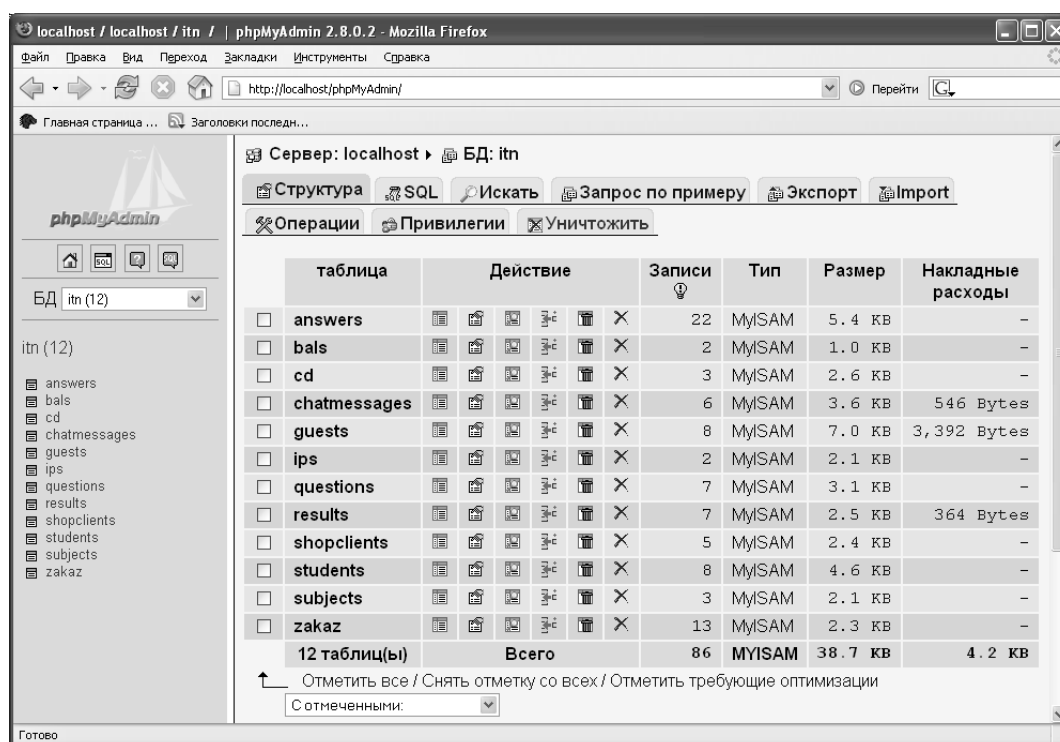 localhost / localhost / itn / | phpMyAdmin 2.8.0.2 - Mozilla Firefox
Файл Правка Вид Переход Закладки Инструменты Справка
http://localhost/phpMyAdmin/ Перейти
Главная страница ... Заголовки последн...
phpMyAdmin
БД itn (12)
itn (12)
answers
bals
cd
chatmessages
guests
ips
questions
results
shopclients
students
subjects
zakaz
Сервер: localhost БД: itn
Структура SQL Искать Запрос по примеру Экспорт Import
Операции Привилегии Уничтожить
таблица Действие Записи Тип Размер Накладные
расходы
answers 22 MyISAM 5.4 KB -
bals 2 MyISAM 1.0 KB -
cd 3 MyISAM 2.6 KB -
chatmessages 6 MyISAM 3.6 KB 546 Bytes
guests 8 MyISAM 7.0 KB 3,392 Bytes
ips 2 MyISAM 2.1 KB -
questions 7 MyISAM 3.1 KB -
results 7 MyISAM 2.5 KB 364 Bytes
shopclients 5 MyISAM 2.4 KB -
students 8 MyISAM 4.6 KB -
subjects 3 MyISAM 2.1 KB -
zakaz 13 MyISAM 2.3 KB -
12 таблиц(ы) Всего 86 MYISAM 38.7 KB 4.2 KB
Отметить все / Снять отметку со всех / Отметить требующие оптимизации
С отмеченными:
Готово